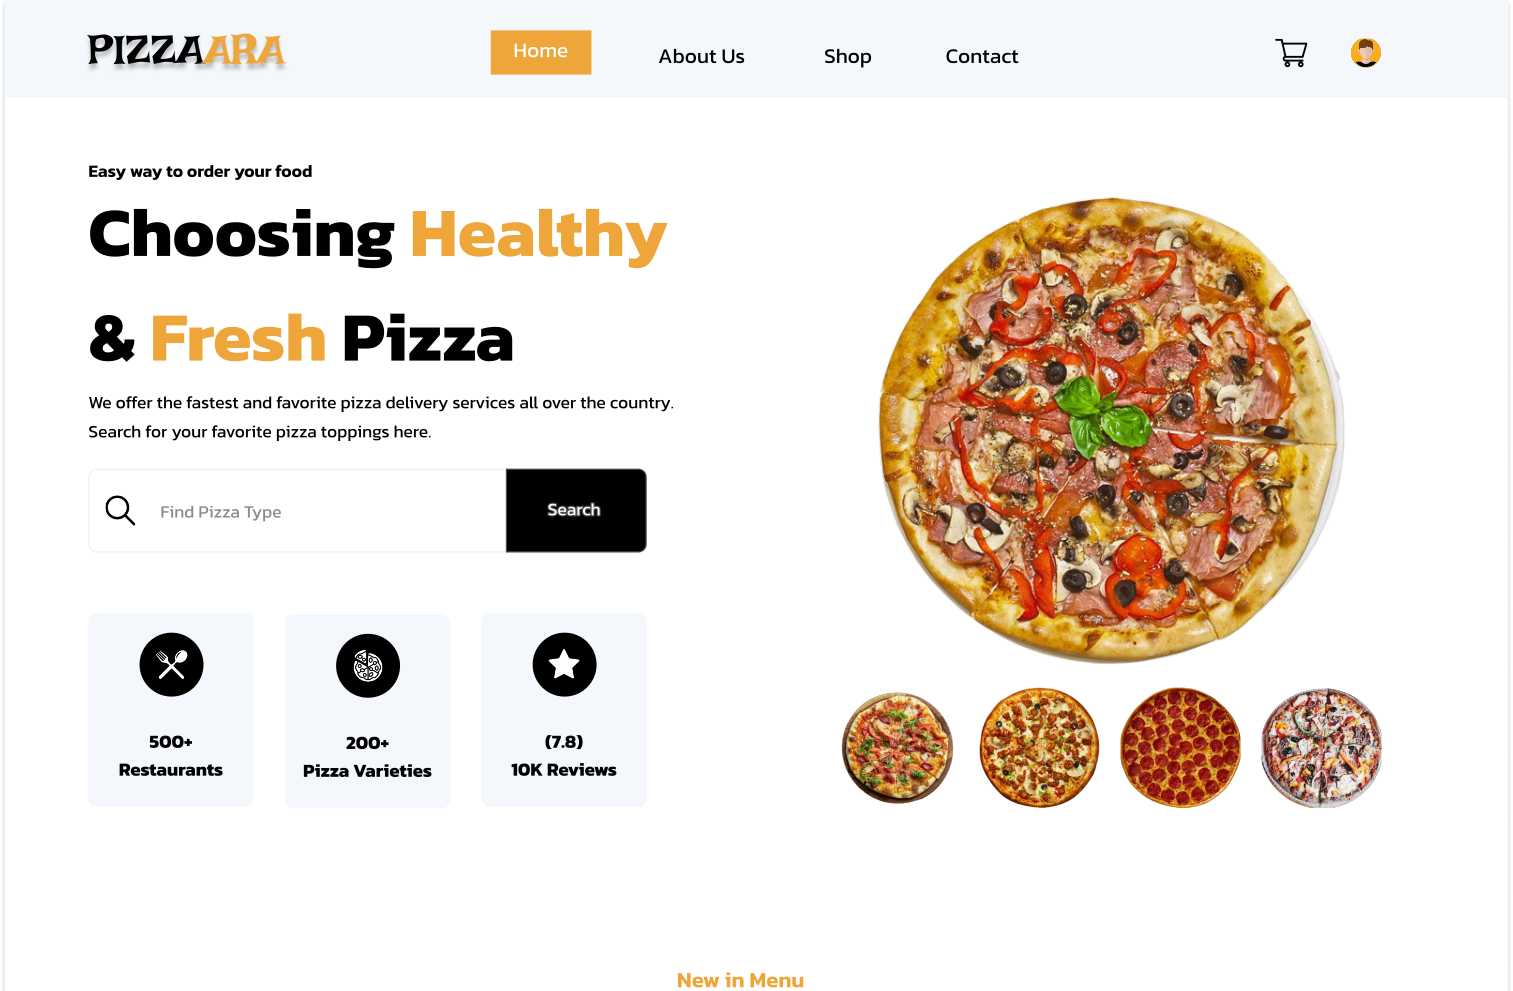 PIZZAARA
Home
About Us
Shop
Contact
Easy way to order your food
Choosing Healthy
& Fresh Pizza
We offer the fastest and favorite pizza delivery services all over the country.
Search for your favorite pizza toppings here.
Find Pizza Type
Search
500+
Restaurants
200+
Pizza Varieties
(7.8)
10K Reviews
New in Menu